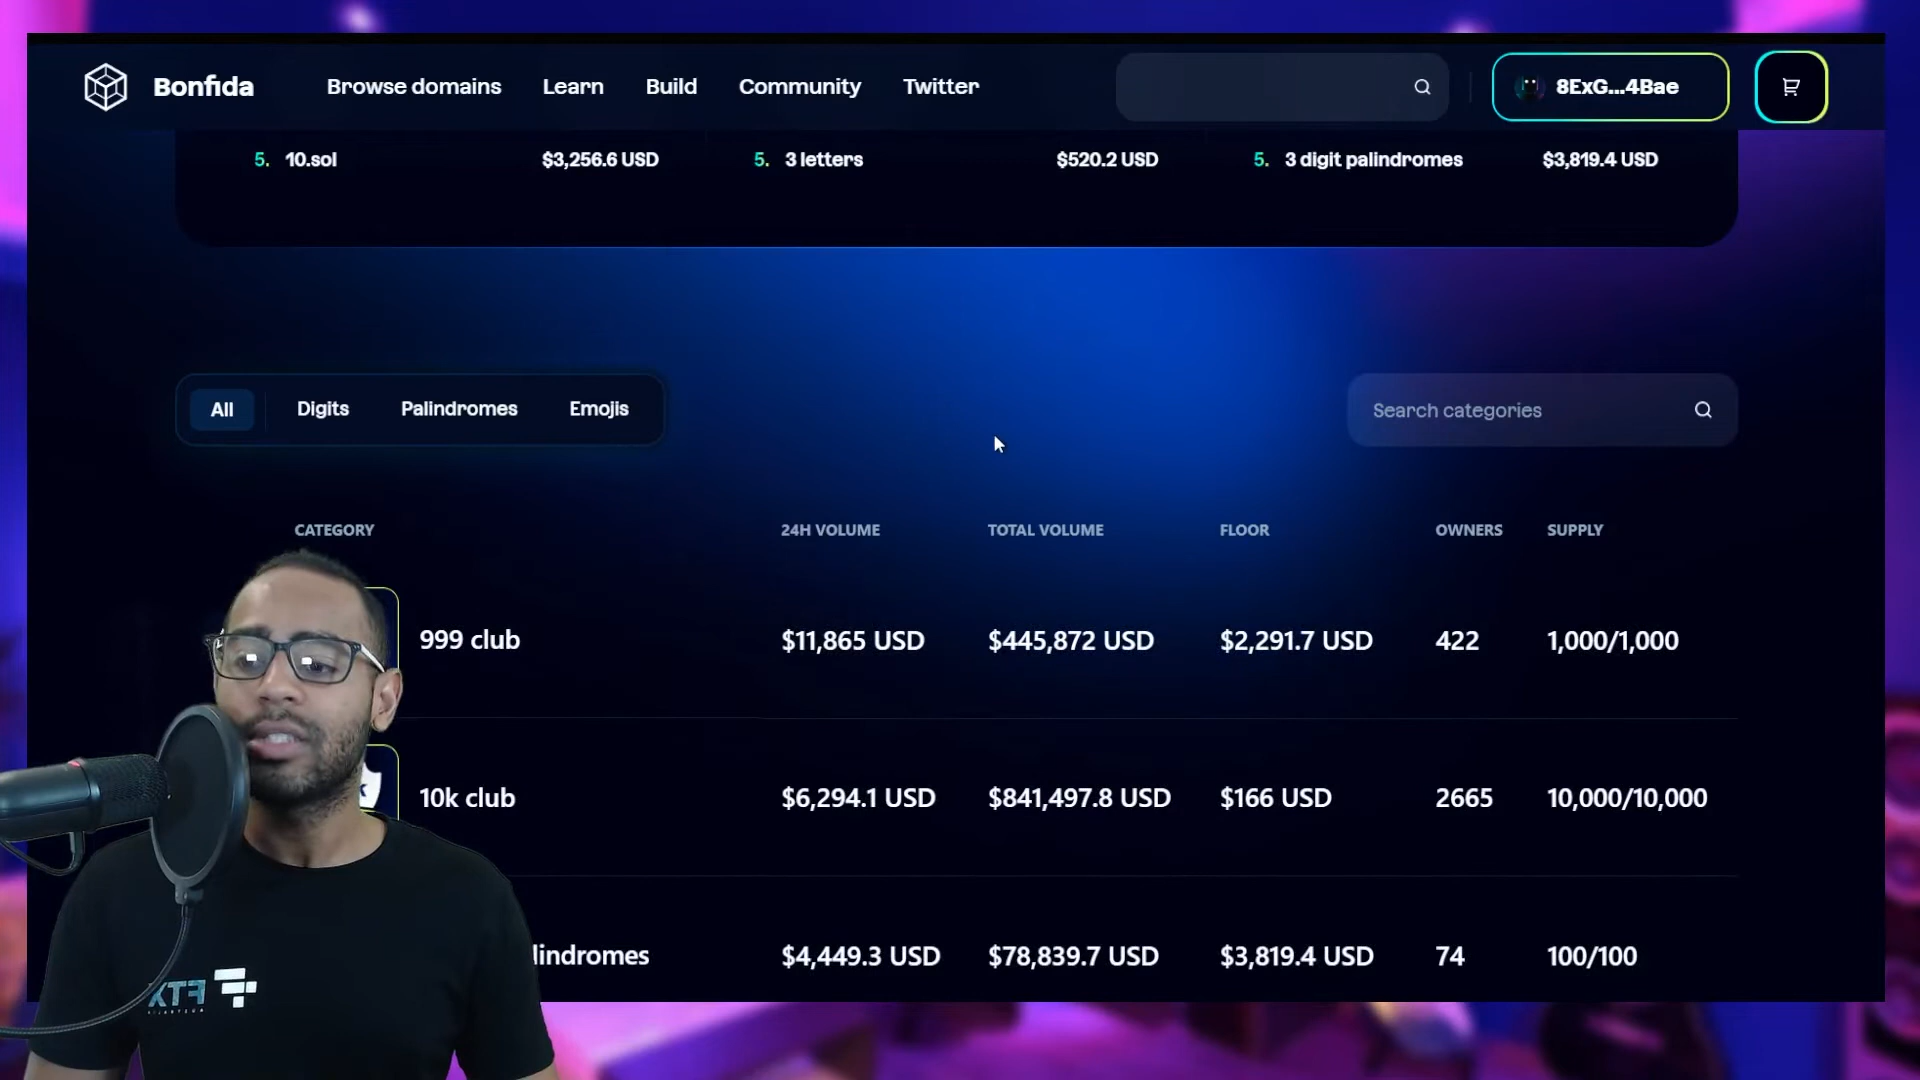 Bonfida Browse domains Learn Build Community Twitter 8ExG...4Bae
5. 10.sol $3,256.6 USD 5. 3 letters $520.2 USD 5. 3 digit palindromes $3,819.4 USD
All Digits Palindromes Emojis Search categories
CATEGORY 24H VOLUME TOTAL VOLUME FLOOR OWNERS SUPPLY
999 club $11,865 USD $445,872 USD $2,291.7 USD 422 1,000/1,000
10k club $6,294.1 USD $841,497.8 USD $166 USD 2665 10,000/10,000
lindromes $4,449.3 USD $78,839.7 USD $3,819.4 USD 74 100/100
FTX